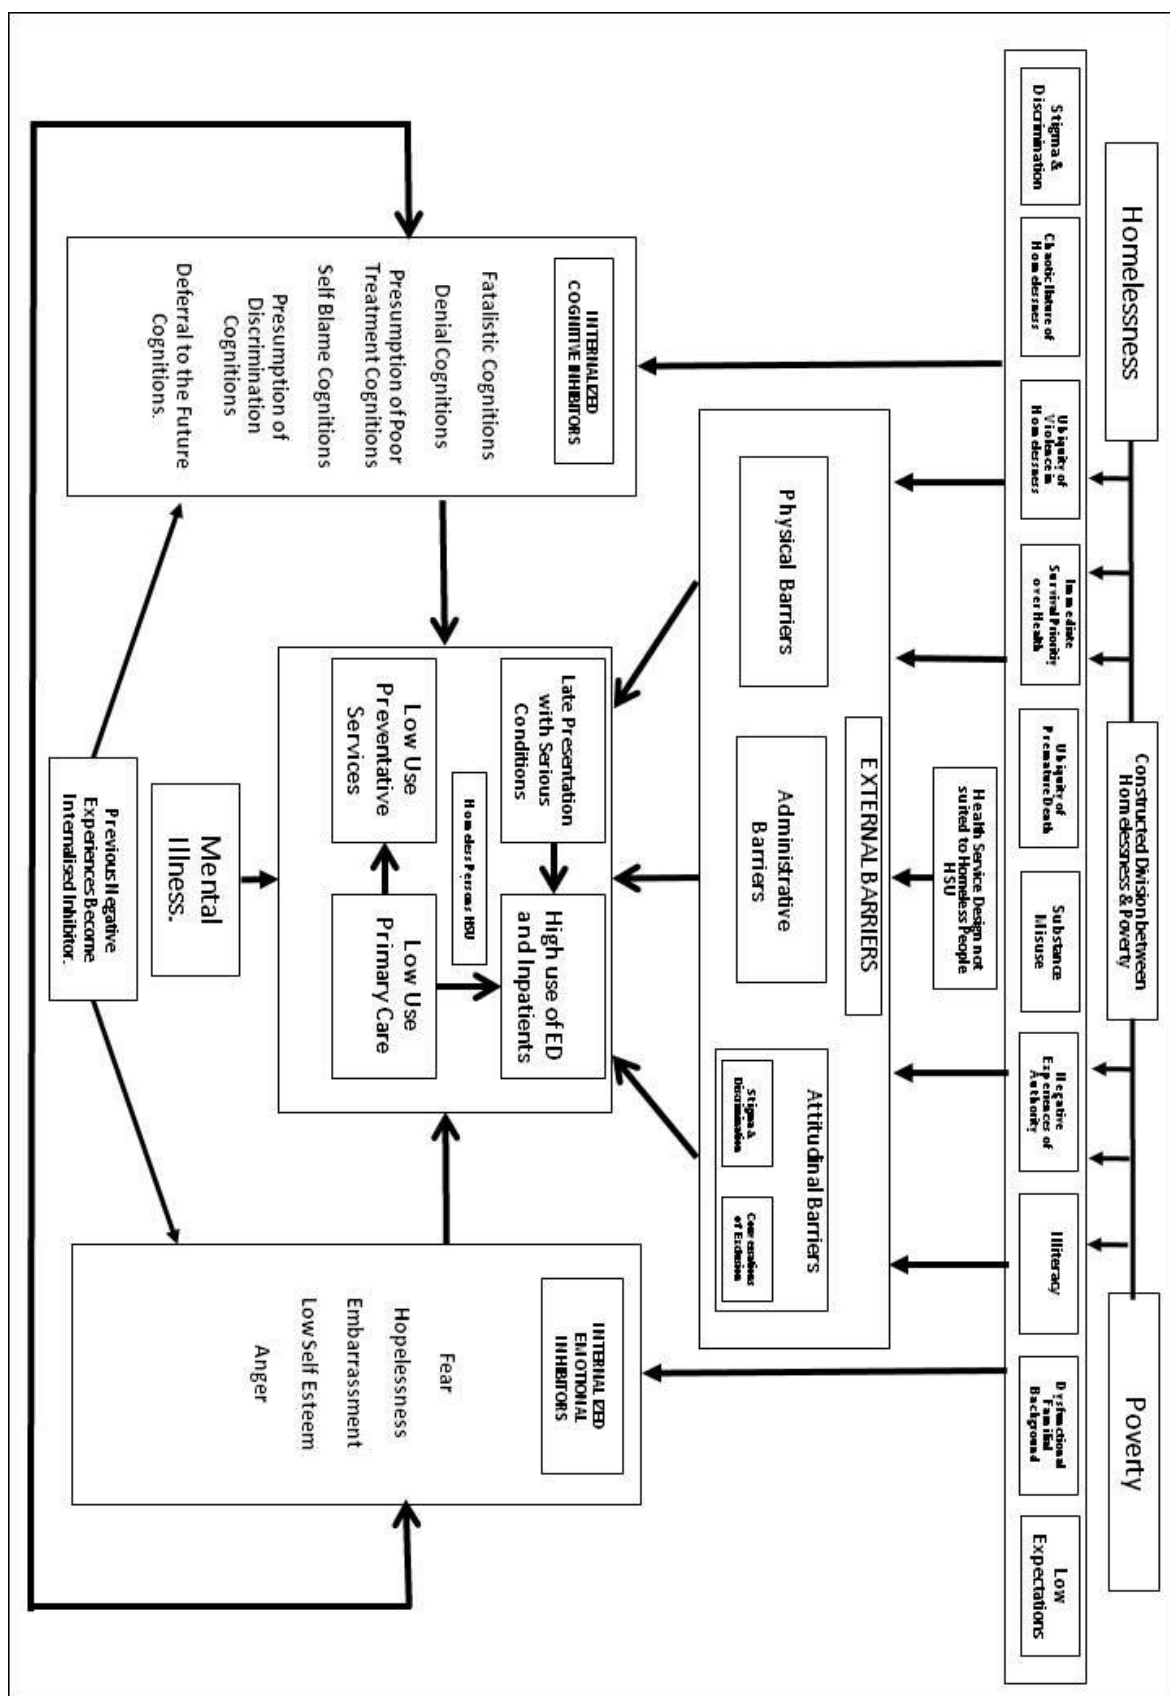 Homelessness
Constructed Division between
Homelessness & Poverty
Poverty
Stigma &
Discrimination
Chaotic Nature of
Homelessness
Ubiquity of
Violence in
Homelessness
Immediate
Survival Priority
over Health
Ubiquity of
Premature Death
Substance
Misuse
Negative
Experiences of
Authority
Illiteracy
Dysfunctional
Familial
Background
Low
Expectations
Health Service Design not
suited to Homeless People
HSU
EXTERNAL BARRIERS
Physical Barriers
Administrative
Barriers
Attitudinal Barriers
Stigma &
Discrimination
Conversations
of Exclusion
INTERNALIZED
COGNITIVE INHIBITORS
Fatalistic Cognitions
Denial Cognitions
Presumption of Poor
Treatment Cognitions
Self Blame Cognitions
Presumption of
Discrimination
Cognitions
Deferral to the Future
Cognitions.
Late Presentation
with Serious
Conditions
High use of ED
and Inpatients
Homeless Persons HSU
Low Use
Preventative
Services
Low Use
Primary Care
INTERNALIZED
EMOTIONAL
INHIBITORS
Fear
Hopelessness
Embarrassment
Low Self Esteem
Anger
Mental
Illness.
Previous Negative
Experiences Become
Internalised Inhibitor.